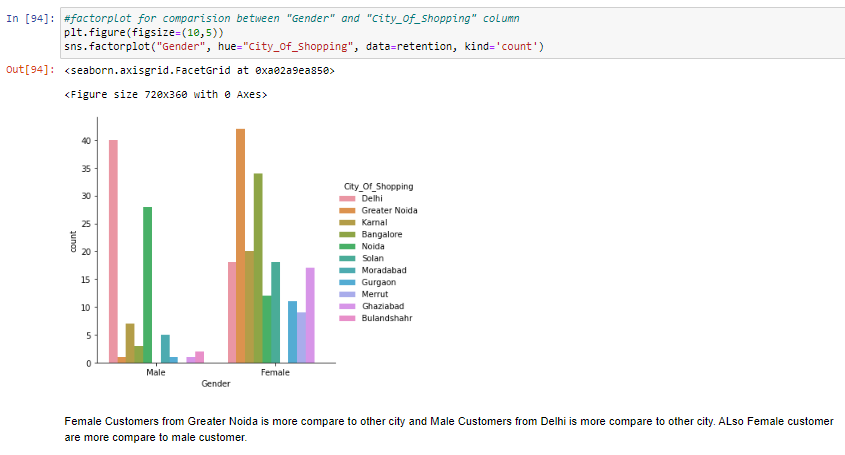 In [94]: #factorplot for comparision between "Gender" and "City_Of_Shopping" column
plt.figure(figsize=(10,5))
sns.factorplot("Gender", hue="City_Of_Shopping", data=retention, kind='count')
Out[94]: <seaborn.axisgrid.FacetGrid at 0xa02a9ea850>
<Figure size 720x360 with 0 Axes>
40
35
30
25
20
15
10
5
0
count
Male Female
Gender
City_Of_Shopping
Delhi
Greater Noida
Karnal
Bangalore
Noida
Solan
Moradabad
Gurgaon
Merrut
Ghaziabad
Bulandshahr
Female Customers from Greater Noida is more compare to other city and Male Customers from Delhi is more compare to other city. ALso Female customer
are more compare to male customer.